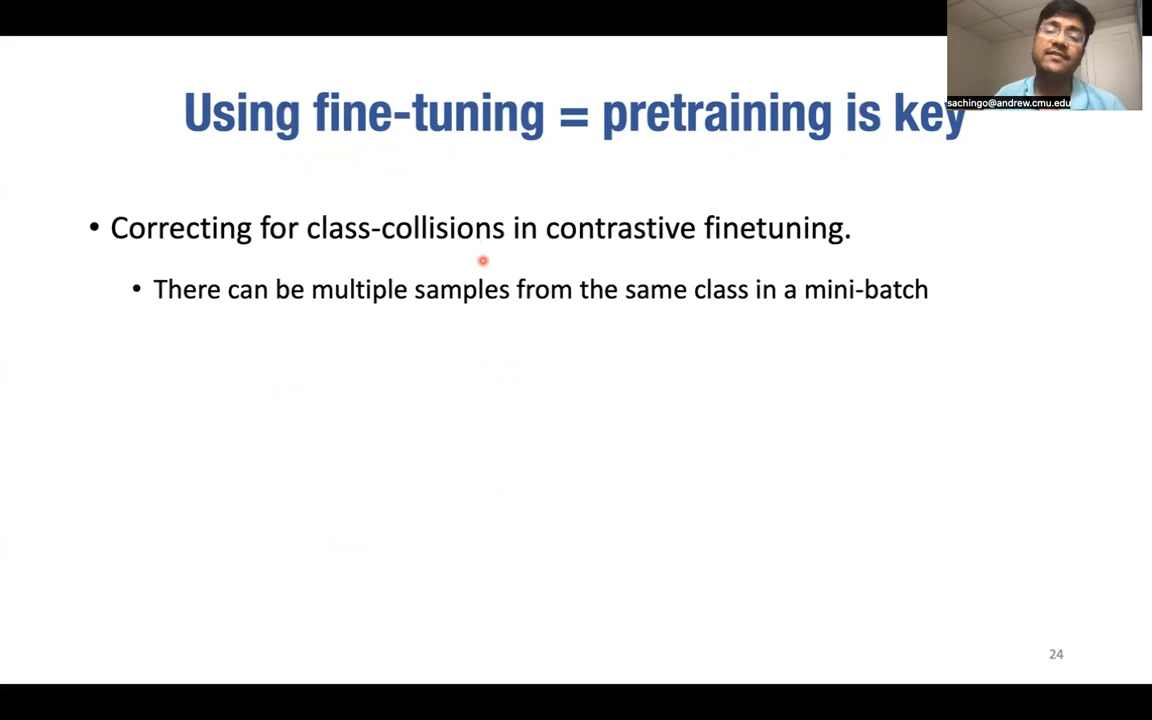 sachingo@andrew.cmu.edu
Using fine-tuning = pretraining is key
• Correcting for class-collisions in contrastive finetuning.
• There can be multiple samples from the same class in a mini-batch
24